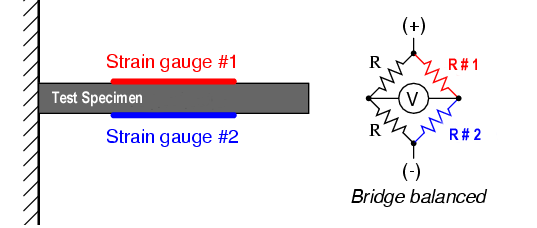 Strain gauge #1
Test Specimen
Strain gauge #2
(+)
R
R#1
V
R
R#2
(-)
Bridge balanced